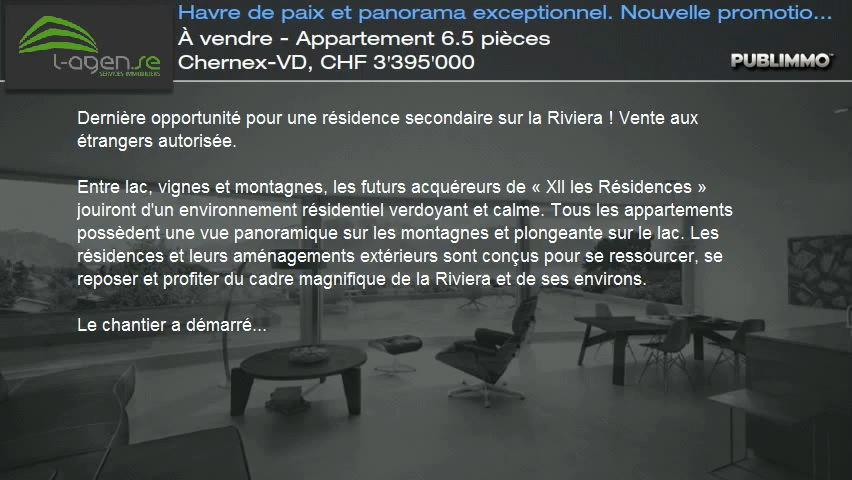 Havre de paix et panorama exceptionnel. Nouvelle promotio...
À vendre - Appartement 6.5 pièces
Chernex-VD, CHF 3'395'000
l-agen.se
SERVICES IMMOBILIERS
PUBLIMMO
Dernière opportunité pour une résidence secondaire sur la Riviera ! Vente aux
étrangers autorisée.
Entre lac, vignes et montagnes, les futurs acquéreurs de « XII les Résidences »
jouiront d'un environnement résidentiel verdoyant et calme. Tous les appartements
possèdent une vue panoramique sur les montagnes et plongeante sur le lac. Les
résidences et leurs aménagements extérieurs sont conçus pour se ressourcer, se
reposer et profiter du cadre magnifique de la Riviera et de ses environs.
Le chantier a démarré...